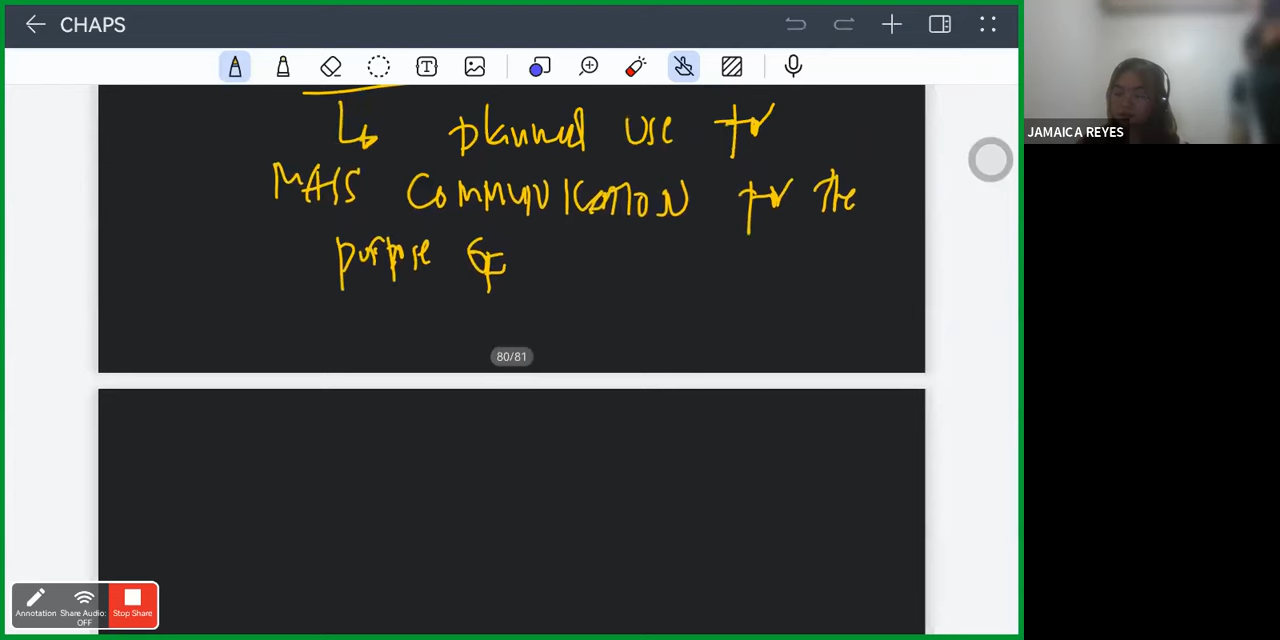 CHAPS
JAMAICA REYES
↳ planned use for
MASS COMMUNICATION for the
purpose of
80/81
Annotation
Share Audio: OFF
Stop Share